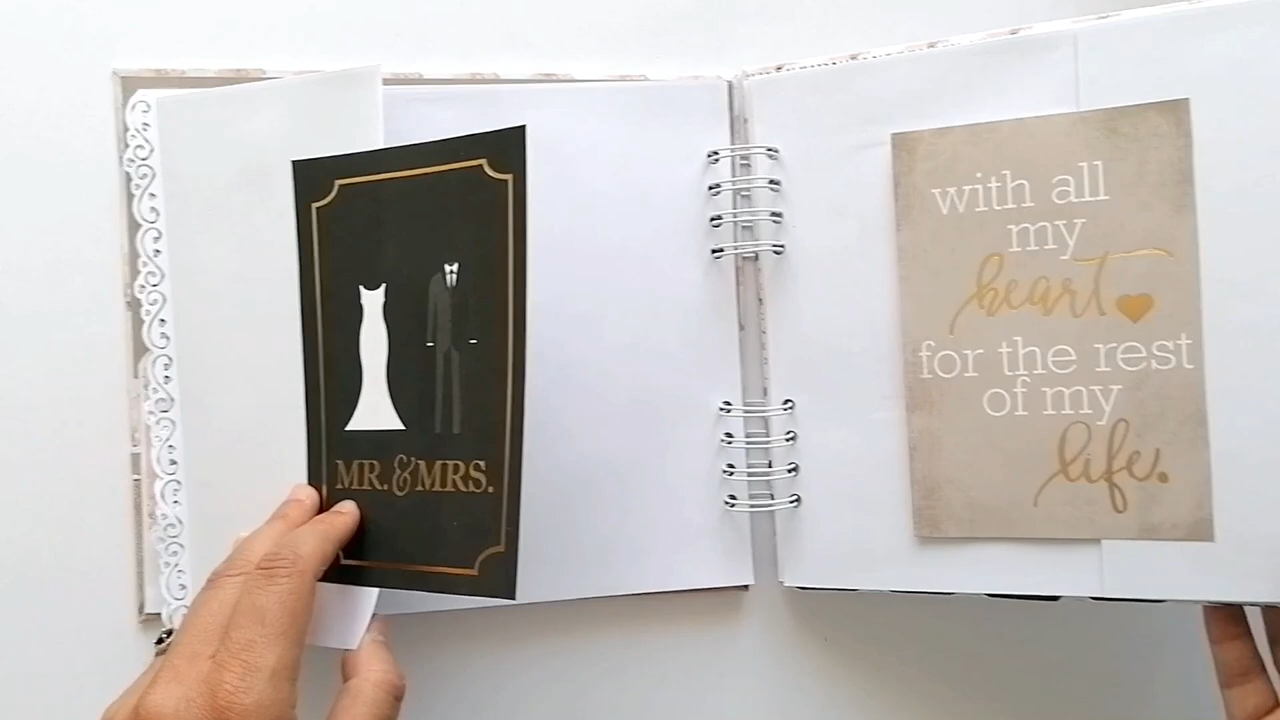 MR. & MRS.
with all
my
heart
for the rest
of my
life.